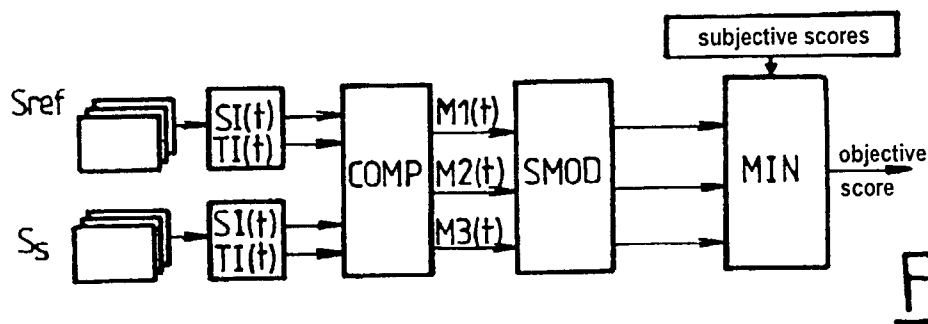 subjective scores
Sref
SI(t)
TI(t)
COMP
M1(t)
M2(t)
M3(t)
SMOD
MIN
objective
score
Ss
SI(t)
TI(t)
F